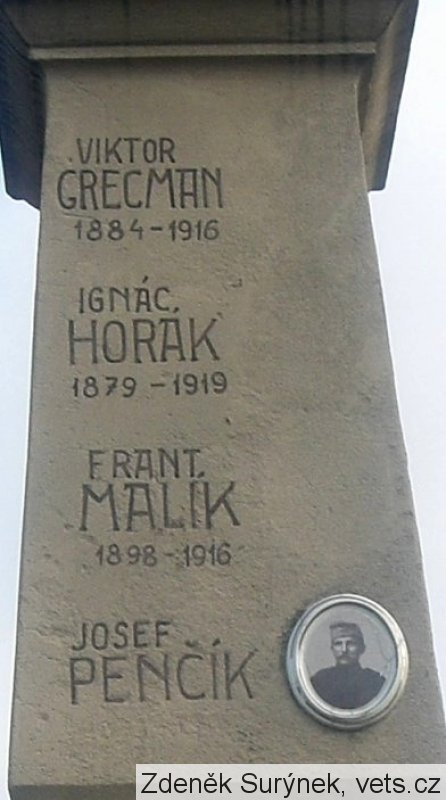 VIKTOR
GRECMAN
1884-1916
IGNÁC
HORÁK
1879-1919
FRANT.
MALÍK
1898-1916
JOSEF
PENČÍK
Zdeněk Surýnek, vets.cz